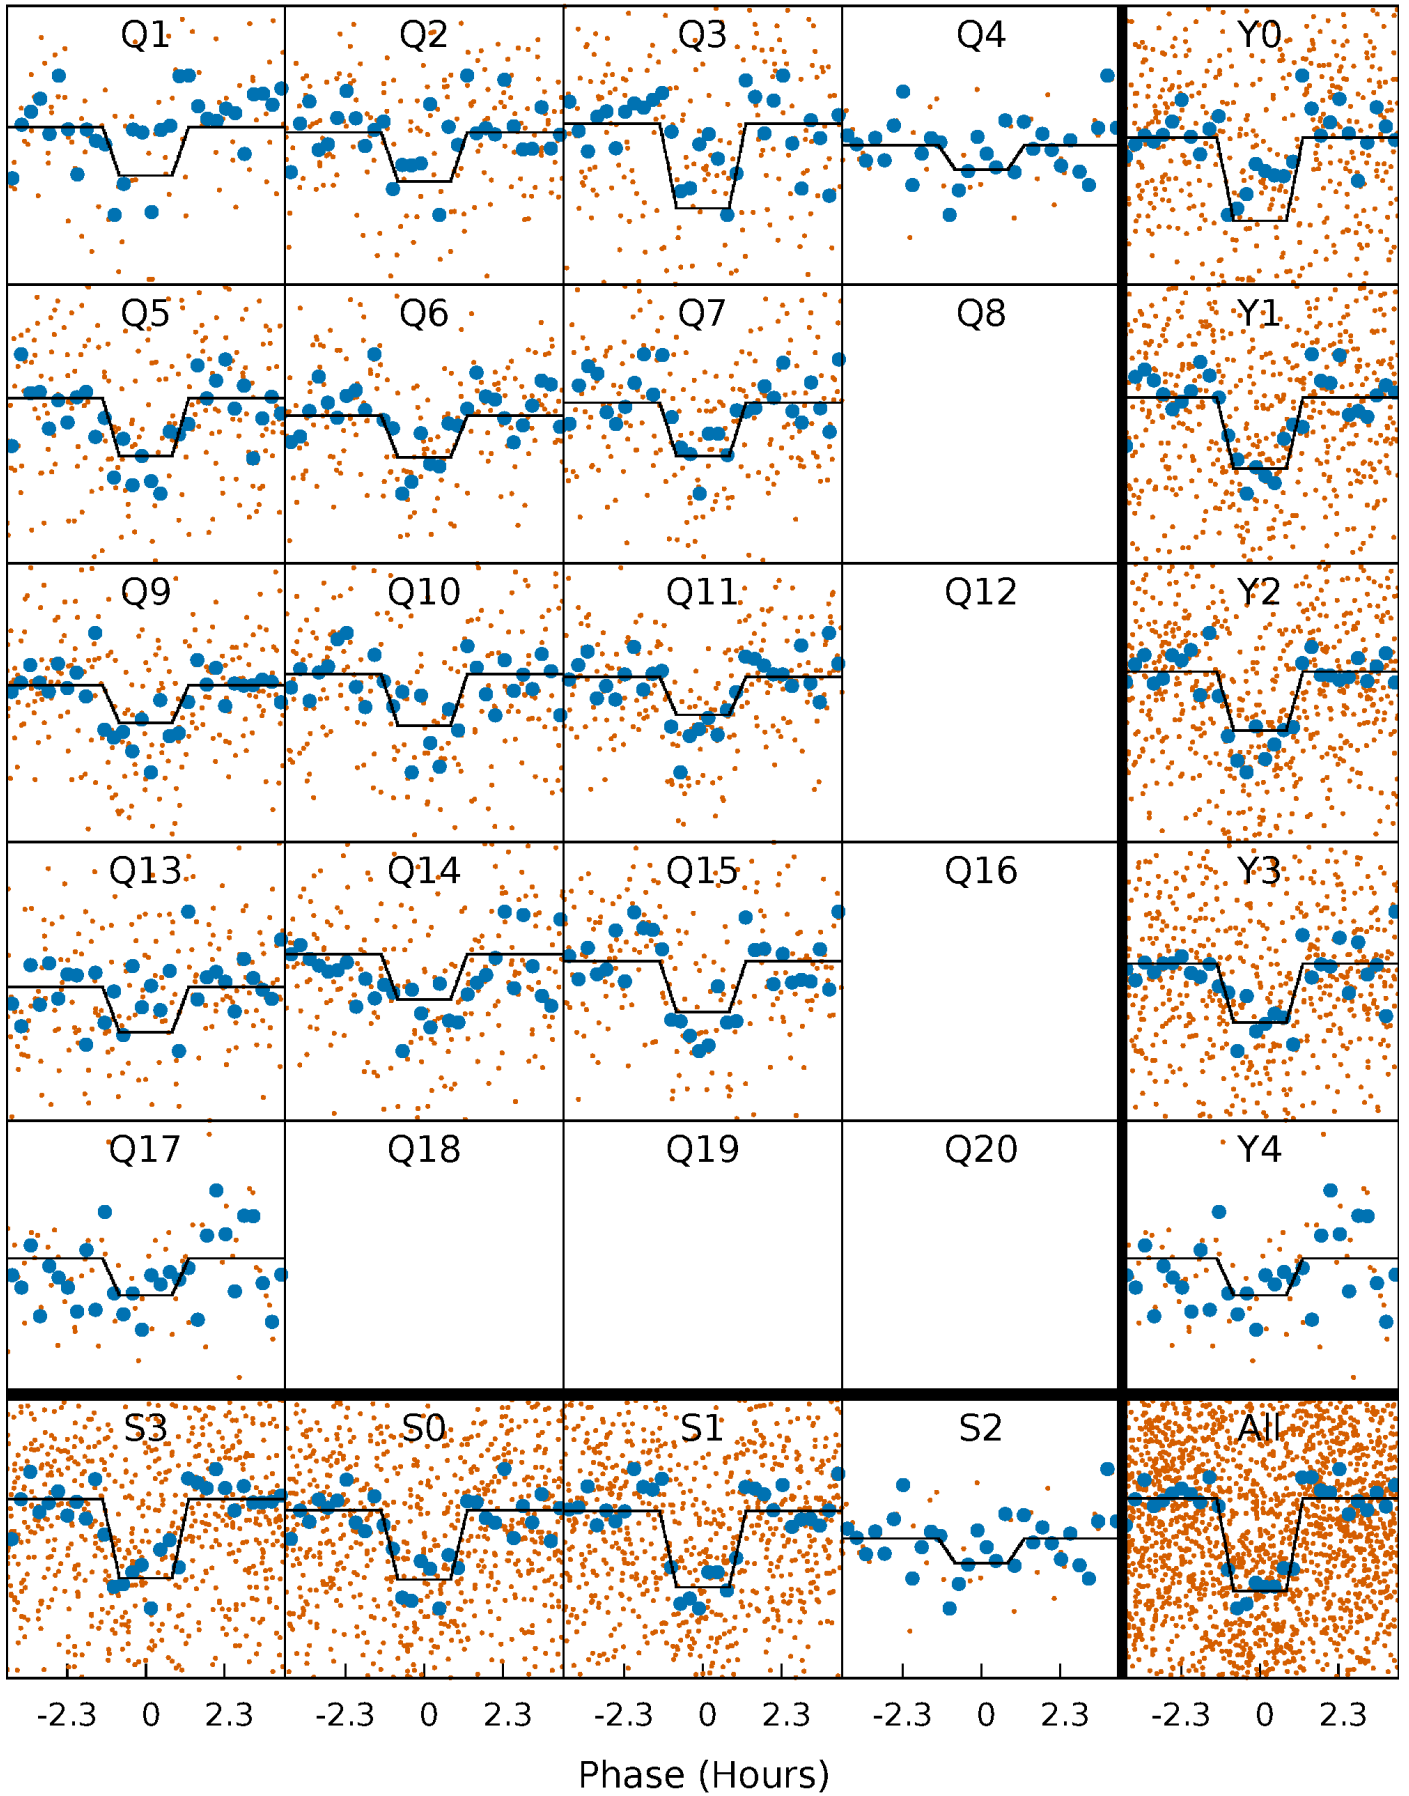 Q1 Q2 Q3 Q4 Y0
Q5 Q6 Q7 Q8 Y1
Q9 Q10 Q11 Q12 Y2
Q13 Q14 Q15 Q16 Y3
Q17 Q18 Q19 Q20 Y4
S3 S0 S1 S2 All
-2.3 0 2.3 -2.3 0 2.3 -2.3 0 2.3 -2.3 0 2.3 -2.3 0 2.3
Phase (Hours)